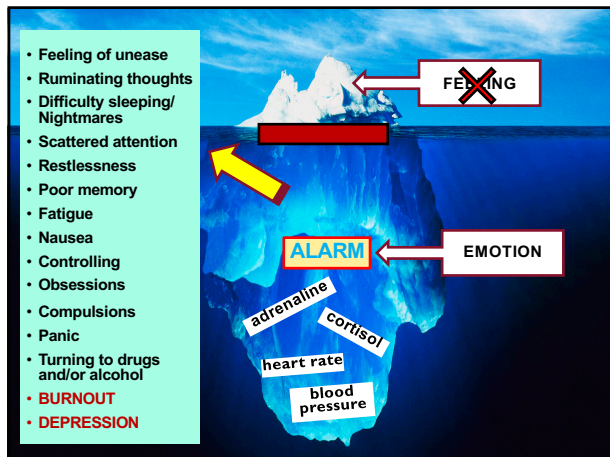 • Feeling of unease
• Ruminating thoughts
• Difficulty sleeping/
Nightmares
• Scattered attention
• Restlessness
• Poor memory
• Fatigue
• Nausea
• Controlling
• Obsessions
• Compulsions
• Panic
• Turning to drugs
and/or alcohol
• BURNOUT
• DEPRESSION
FEELING
ALARM
EMOTION
adrenaline
cortisol
heart rate
blood
pressure